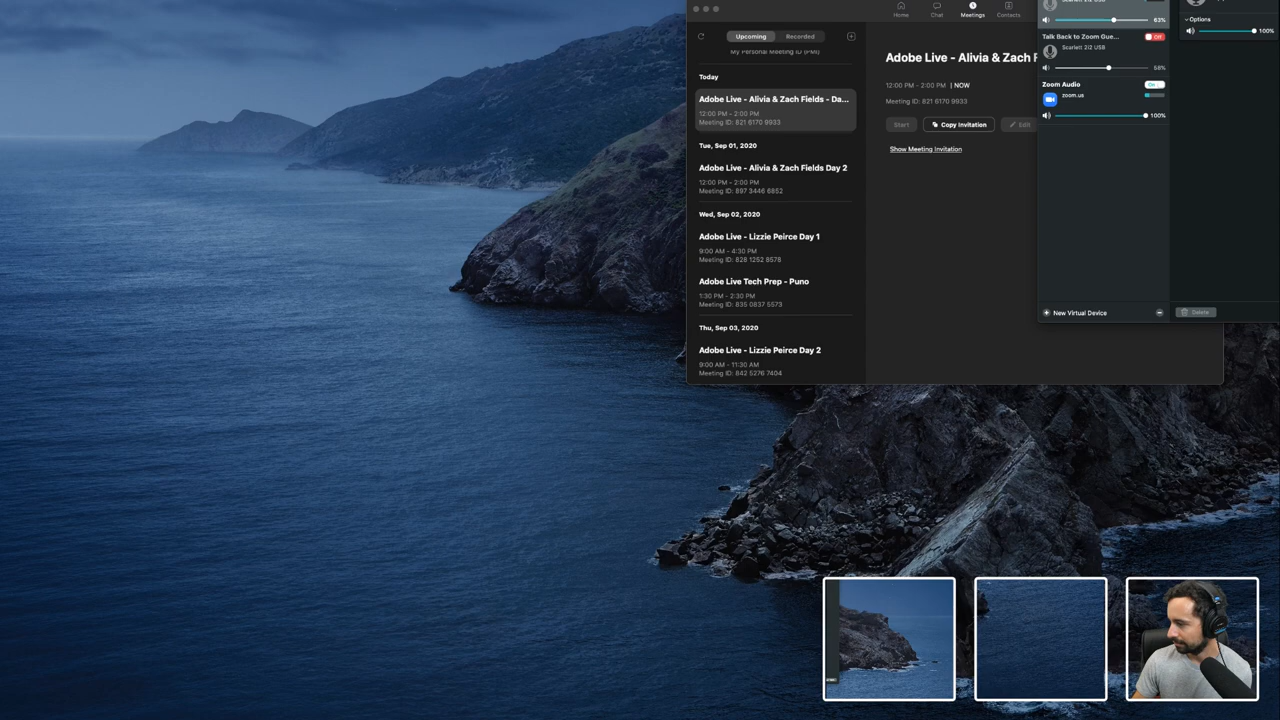 Home
Chat
Meetings
Contacts
Upcoming
Recorded
My Personal Meeting ID (PMI)
Today
Adobe Live - Alivia & Zach Fields - Da...
12:00 PM - 2:00 PM
Meeting ID: 821 6170 9933
Tue, Sep 01, 2020
Adobe Live - Alivia & Zach Fields Day 2
12:00 PM - 2:00 PM
Meeting ID: 897 3446 6852
Wed, Sep 02, 2020
Adobe Live - Lizzie Peirce Day 1
9:00 AM - 4:30 PM
Meeting ID: 828 1252 8578
Adobe Live Tech Prep - Puno
1:30 PM - 2:30 PM
Meeting ID: 835 0837 5573
Thu, Sep 03, 2020
Adobe Live - Lizzie Peirce Day 2
9:00 AM - 11:30 AM
Meeting ID: 842 5276 7404
Adobe Live - Alivia & Zach F
12:00 PM - 2:00 PM | NOW
Meeting ID: 821 6170 9933
Start
Copy Invitation
Edit
Show Meeting Invitation
63%
Talk Back to Zoom Gue...
Off
Scarlett 2i2 USB
58%
Zoom Audio
On
zoom.us
100%
New Virtual Device
Options
100%
Delete